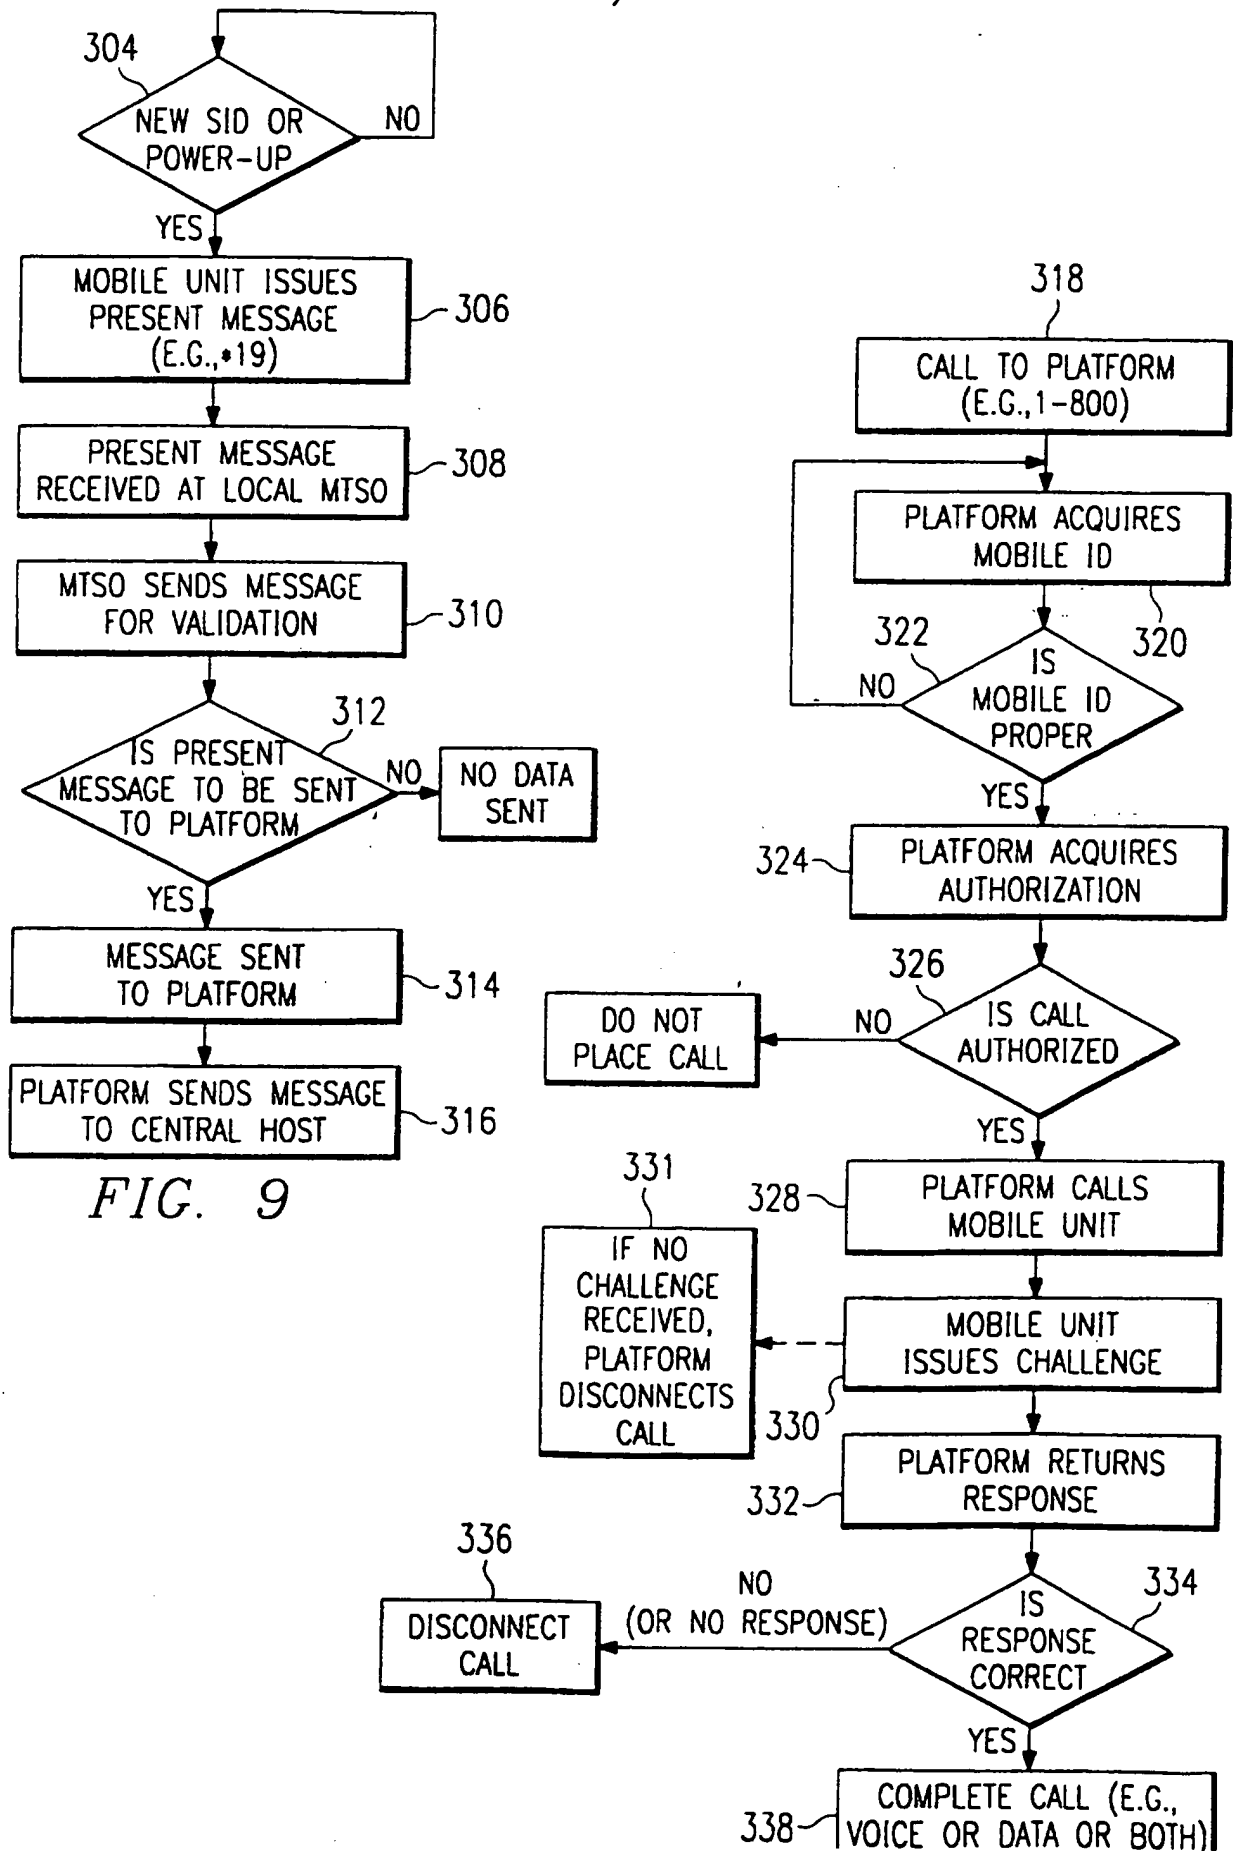 304
NEW SID OR
POWER-UP
NO
YES
MOBILE UNIT ISSUES
PRESENT MESSAGE
(E.G.,*19)
306
PRESENT MESSAGE
RECEIVED AT LOCAL MTSO
308
MTSO SENDS MESSAGE
FOR VALIDATION
310
312
IS PRESENT
MESSAGE TO BE SENT
TO PLATFORM
NO
NO DATA
SENT
YES
MESSAGE SENT
TO PLATFORM
314
PLATFORM SENDS MESSAGE
TO CENTRAL HOST
316
FIG. 9
318
CALL TO PLATFORM
(E.G.,1-800)
PLATFORM ACQUIRES
MOBILE ID
320
322
IS
MOBILE ID
PROPER
NO
YES
324
PLATFORM ACQUIRES
AUTHORIZATION
326
IS CALL
AUTHORIZED
NO
DO NOT
PLACE CALL
YES
328
PLATFORM CALLS
MOBILE UNIT
331
IF NO
CHALLENGE
RECEIVED,
PLATFORM
DISCONNECTS
CALL
MOBILE UNIT
ISSUES CHALLENGE
330
PLATFORM RETURNS
RESPONSE
332
334
IS
RESPONSE
CORRECT
NO
(OR NO RESPONSE)
336
DISCONNECT
CALL
YES
COMPLETE CALL (E.G.,
VOICE OR DATA OR BOTH)
338